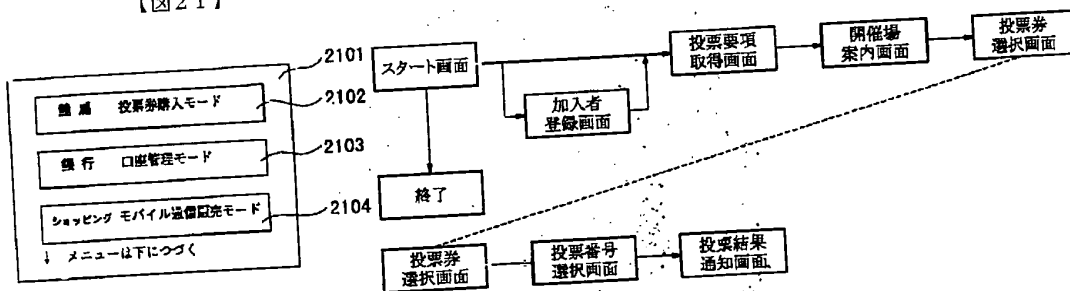 【図21】
2101
競馬 投票券購入モード
2102
銀行 口座管理モード
2103
ショッピング モバイル通信販売モード
2104
↓ メニューは下につづく
スタート画面
加入者
登録画面
終了
投票要項
取得画面
開催場
案内画面
投票券
選択画面
投票券
選択画面
投票番号
選択画面
投票結果
通知画面